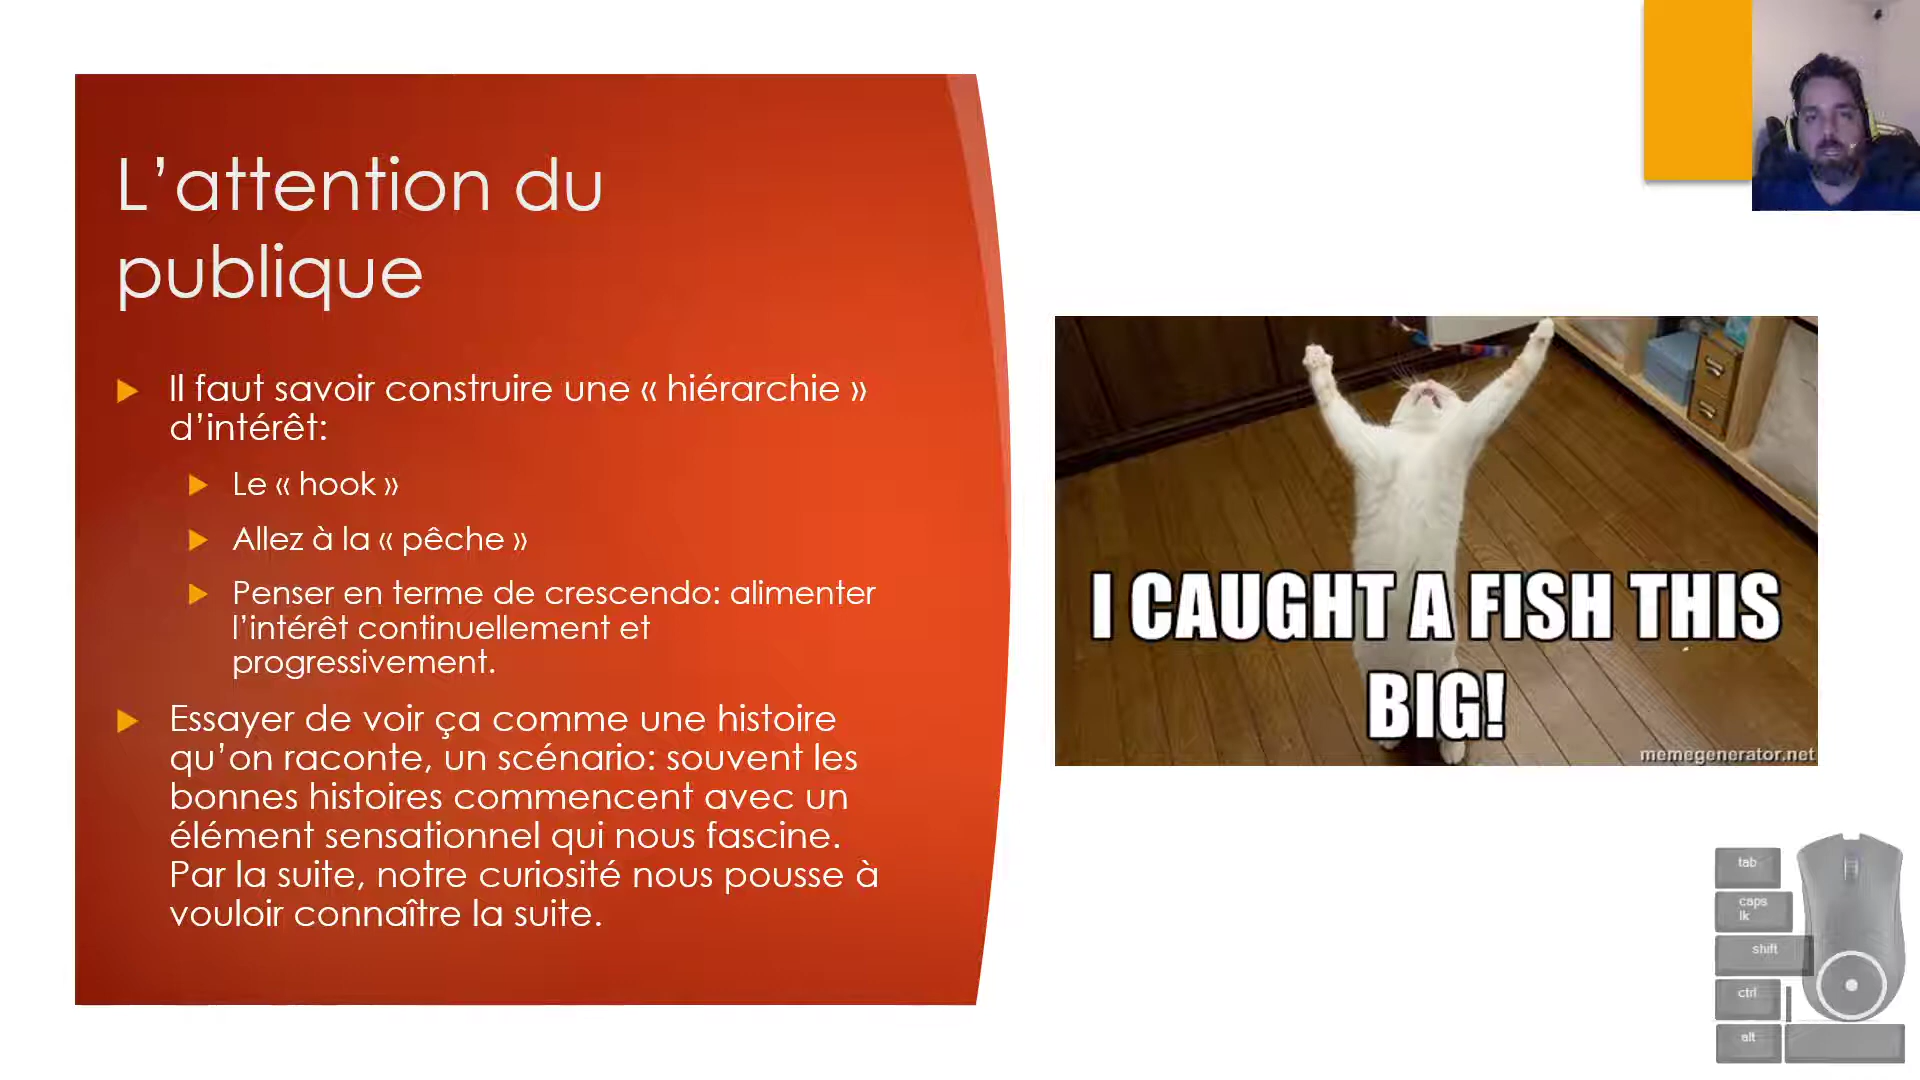 L’attention du
publique
Il faut savoir construire une « hiérarchie »
d’intérêt:
Le « hook »
Allez à la « pêche »
Penser en terme de crescendo: alimenter
l’intérêt continuellement et
progressivement.
Essayer de voir ça comme une histoire
qu’on raconte, un scénario: souvent les
bonnes histoires commencent avec un
élément sensationnel qui nous fascine.
Par la suite, notre curiosité nous pousse à
vouloir connaître la suite.
I CAUGHT A FISH THIS
BIG!
memegenerator.net
tab
caps
lk
shift
ctrl
alt